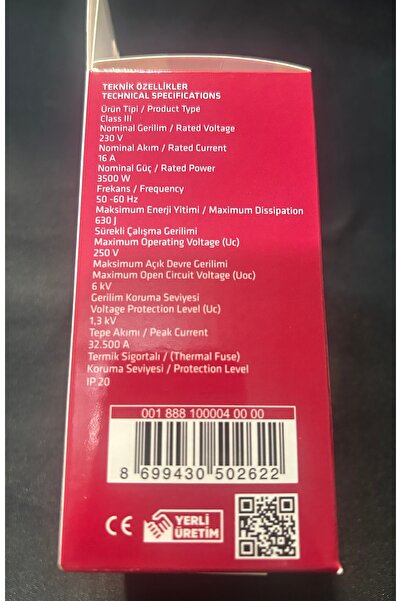 TEKNİK ÖZELLİKLER
TECHNICAL SPECIFICATIONS
Ürün Tipi / Product Type
Class III
Nominal Gerilim / Rated Voltage
230 V
Nominal Akım / Rated Current
16 A
Nominal Güç / Rated Power
3500 W
Frekans / Frequency
50 -60 Hz
Maksimum Enerji Yitimi / Maximum Dissipation
630 J
Sürekli Çalışma Gerilimi
Maximum Operating Voltage (Uc)
250 V
Maksimum Açık Devre Gerilimi
Maximum Open Circuit Voltage (Uoc)
6 kV
Gerilim Koruma Seviyesi
Voltage Protection Level (Uc)
1,3 kV
Tepe Akımı / Peak Current
32.500 A
Termik Sigortalı / (Thermal Fuse)
Koruma Seviyesi / Protection Level
IP 20
001 888 100004 00 00
8 699430 502622
CE YERLİ
ÜRETİM